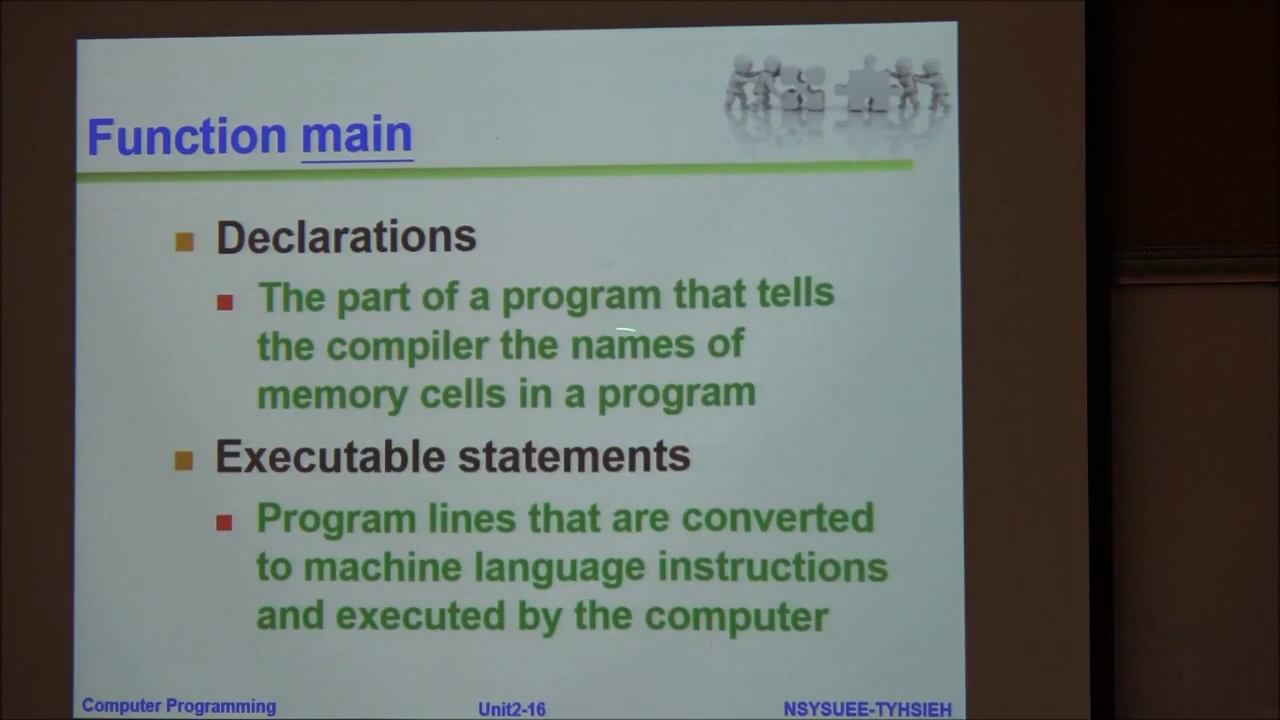 Function main
Declarations
The part of a program that tells
the compiler the names of
memory cells in a program
Executable statements
Program lines that are converted
to machine language instructions
and executed by the computer
Computer Programming
Unit2-16
NSYSUEE-TYHSIEH